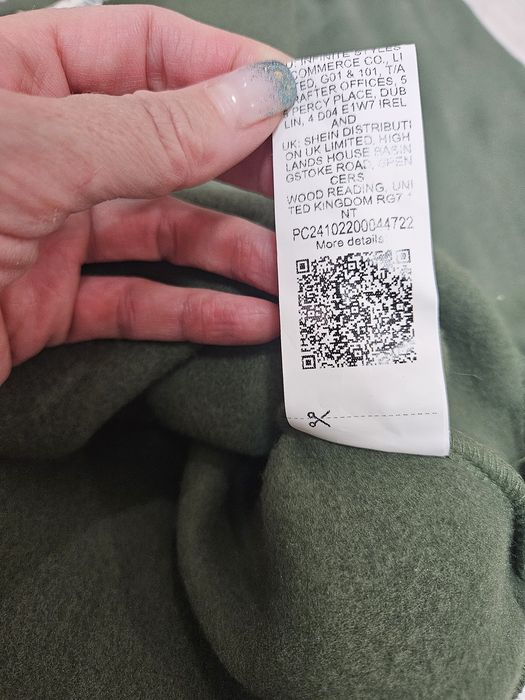 INFINITE STYLES
COMMERCE CO., LI
TED, G01 & 101, T/A
RAFTER OFFICES, 5
PERCY PLACE, DUB
LIN, 4 D04 E1W7 IREL
AND
UK: SHEIN DISTRIBUTI
ON UK LIMITED, HIGH
LANDS HOUSE BASIN
GSTOKE ROAD, SPEN
CERS
WOOD READING, UNI
TED KINGDOM RG7 1
NT
PC24102200044722
More details: